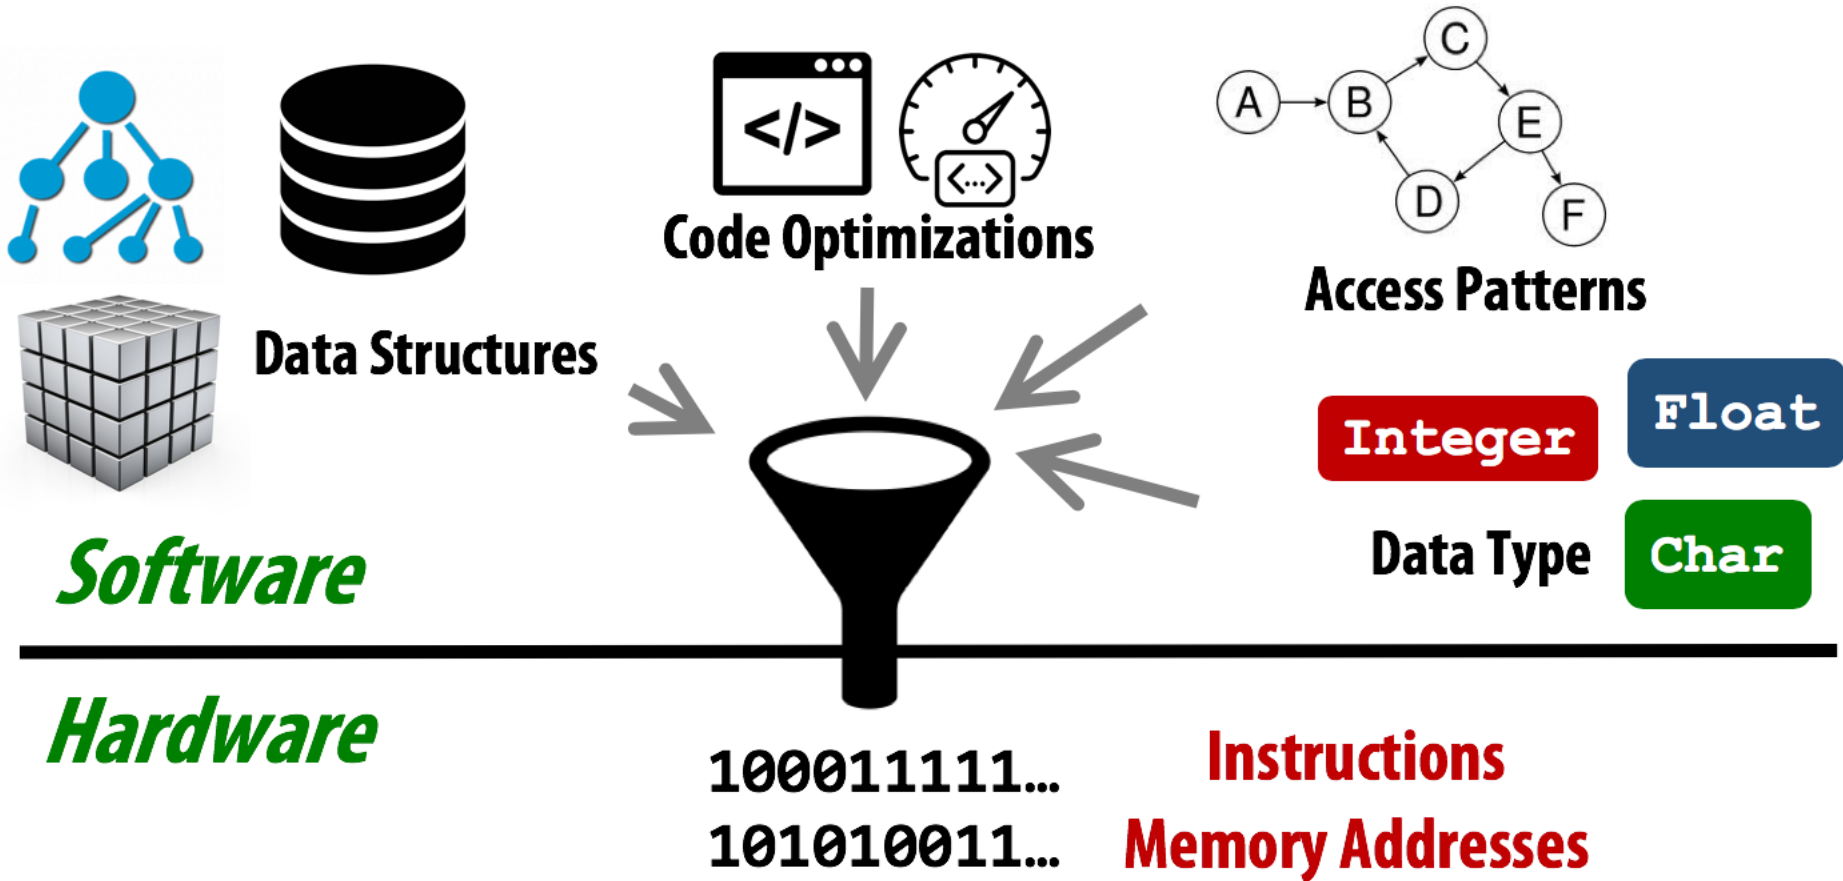 </>
<...>
Code Optimizations
A
B
C
D
E
F
Access Patterns
Data Structures
Integer
Float
Data Type
Char
Software
Hardware
100011111...
Instructions
101010011...
Memory Addresses